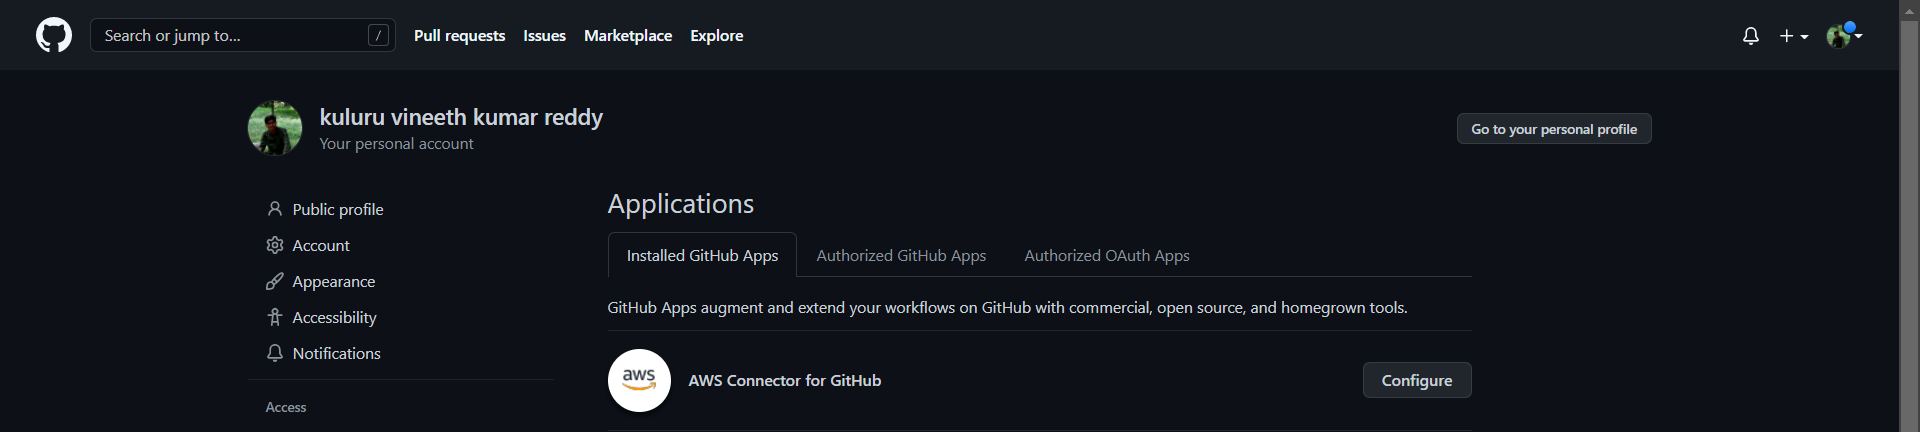 Search or jump to... /
Pull requests Issues Marketplace Explore
kuluru vineeth kumar reddy
Your personal account
Go to your personal profile
Public profile
Account
Appearance
Accessibility
Notifications
Access
Applications
Installed GitHub Apps Authorized GitHub Apps Authorized OAuth Apps
GitHub Apps augment and extend your workflows on GitHub with commercial, open source, and homegrown tools.
aws
AWS Connector for GitHub
Configure